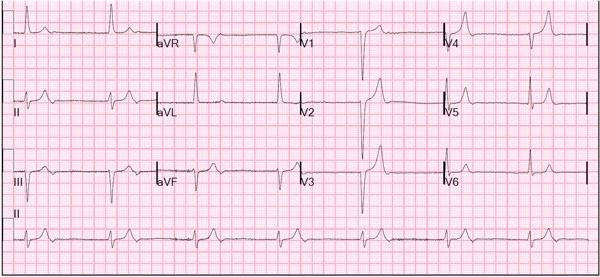 I aVR V1 V4
II aVL V2 V5
III aVF V3 V6
II